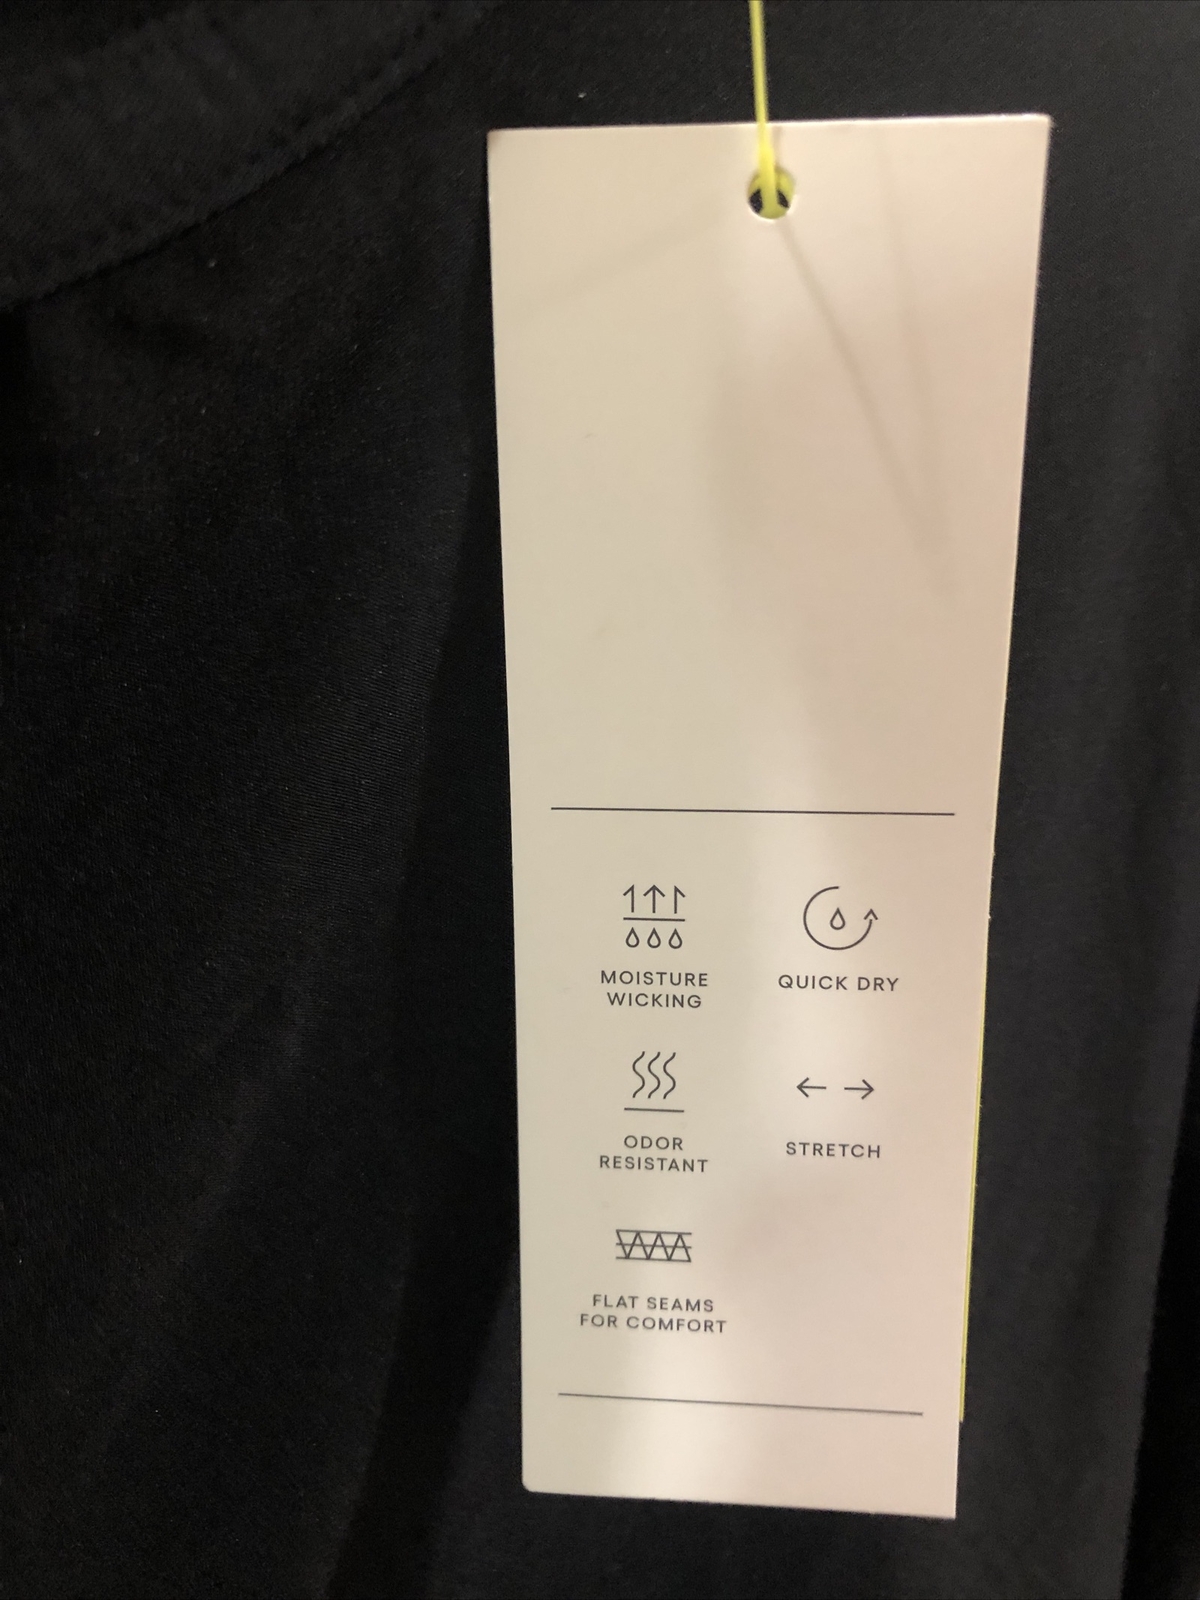 MOISTURE
WICKING
QUICK DRY
ODOR
RESISTANT
STRETCH
FLAT SEAMS
FOR COMFORT